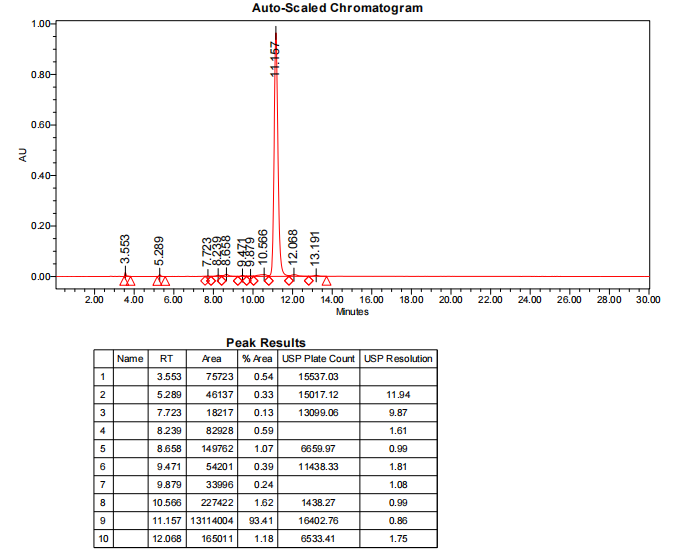 Auto-Scaled Chromatogram
1.00
0.80
0.60
0.40
0.20
0.00
AU
3.553
5.289
7.723
8.239
8.658
9.471
9.879
10.566
11.157
12.068
13.191
2.00 4.00 6.00 8.00 10.00 12.00 14.00 16.00 18.00 20.00 22.00 24.00 26.00 28.00 30.00
Minutes
Peak Results
Name RT Area % Area USP Plate Count USP Resolution
1 3.553 75723 0.54 15537.03
2 5.289 46137 0.33 15017.12 11.94
3 7.723 18217 0.13 13099.06 9.87
4 8.239 82928 0.59 1.61
5 8.658 149762 1.07 6659.97 0.99
6 9.471 54201 0.39 11438.33 1.81
7 9.879 33996 0.24 1.08
8 10.566 227422 1.62 1438.27 0.99
9 11.157 13114004 93.41 16402.76 0.86
10 12.068 165011 1.18 6533.41 1.75